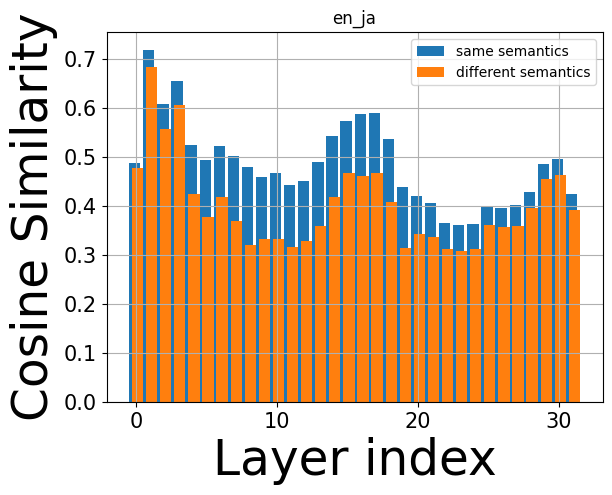 en_ja
same semantics
different semantics
Cosine Similarity
0.7
0.6
0.5
0.4
0.3
0.2
0.1
0.0
0 10 20 30
Layer index